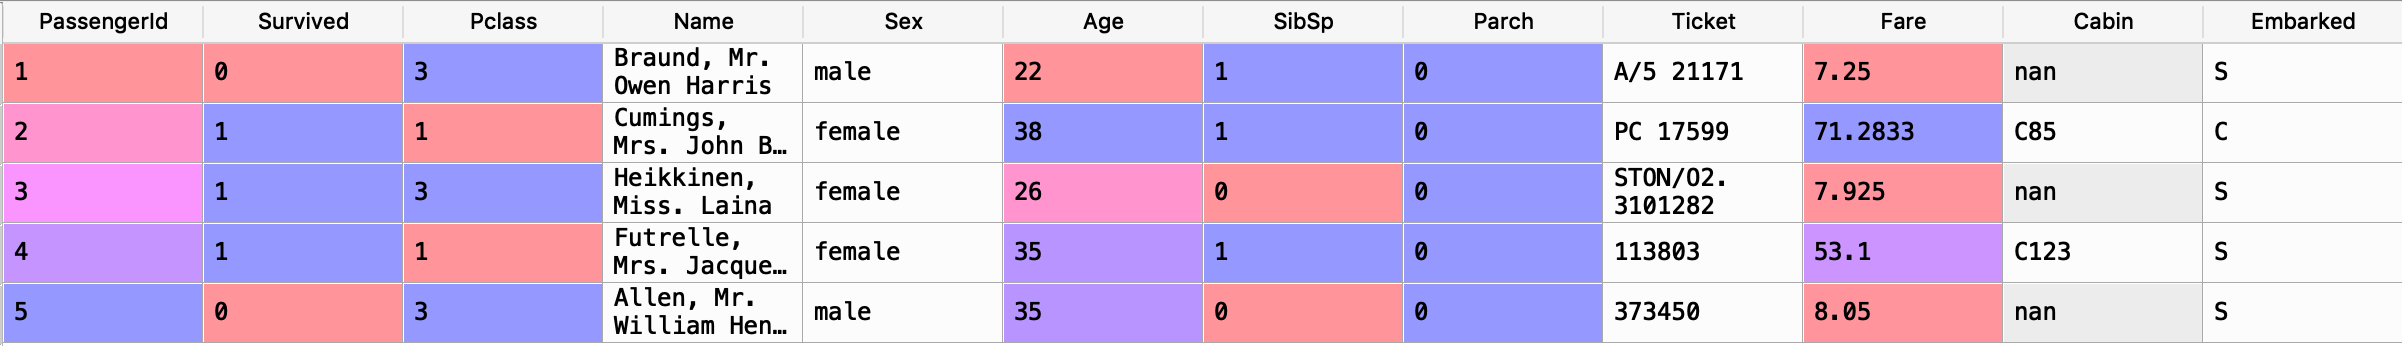 PassengerId Survived Pclass Name Sex Age SibSp Parch Ticket Fare Cabin Embarked
1 0 3 Braund, Mr. Owen Harris male 22 1 0 A/5 21171 7.25 nan S
2 1 1 Cumings, Mrs. John B… female 38 1 0 PC 17599 71.2833 C85 C
3 1 3 Heikkinen, Miss. Laina female 26 0 0 STON/O2. 3101282 7.925 nan S
4 1 1 Futrelle, Mrs. Jacque… female 35 1 0 113803 53.1 C123 S
5 0 3 Allen, Mr. William Hen… male 35 0 0 373450 8.05 nan S